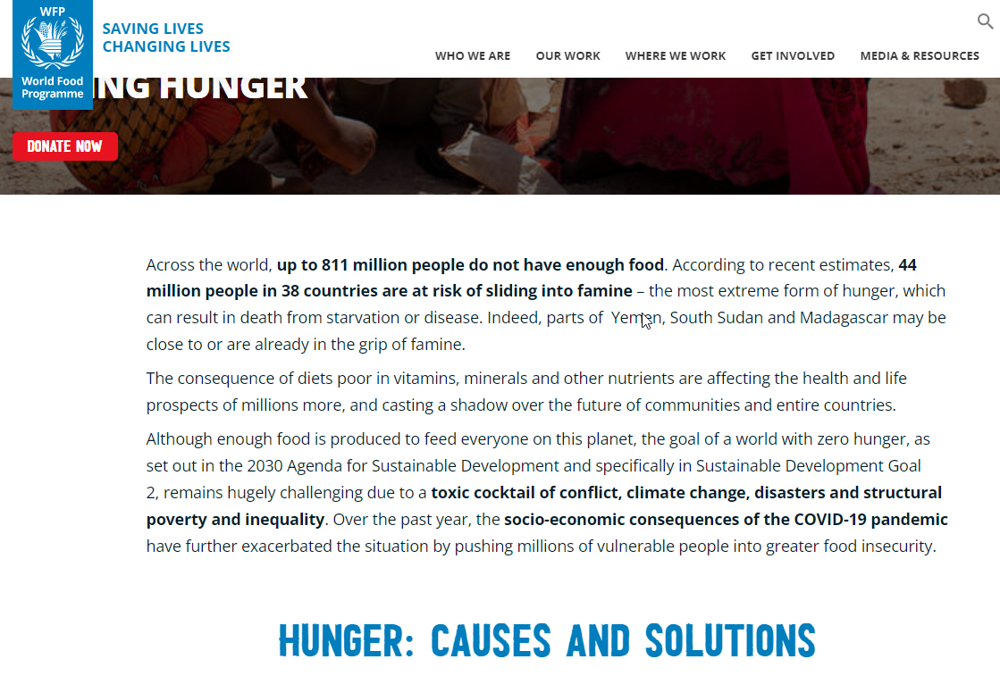 WFP
World Food
Programme
SAVING LIVES
CHANGING LIVES
WHO WE ARE OUR WORK WHERE WE WORK GET INVOLVED MEDIA & RESOURCES
HUNGER
DONATE NOW
Across the world, up to 811 million people do not have enough food. According to recent estimates, 44
million people in 38 countries are at risk of sliding into famine – the most extreme form of hunger, which
can result in death from starvation or disease. Indeed, parts of Yemen, South Sudan and Madagascar may be
close to or are already in the grip of famine.
The consequence of diets poor in vitamins, minerals and other nutrients are affecting the health and life
prospects of millions more, and casting a shadow over the future of communities and entire countries.
Although enough food is produced to feed everyone on this planet, the goal of a world with zero hunger, as
set out in the 2030 Agenda for Sustainable Development and specifically in Sustainable Development Goal
2, remains hugely challenging due to a toxic cocktail of conflict, climate change, disasters and structural
poverty and inequality. Over the past year, the socio-economic consequences of the COVID-19 pandemic
have further exacerbated the situation by pushing millions of vulnerable people into greater food insecurity.
HUNGER: CAUSES AND SOLUTIONS